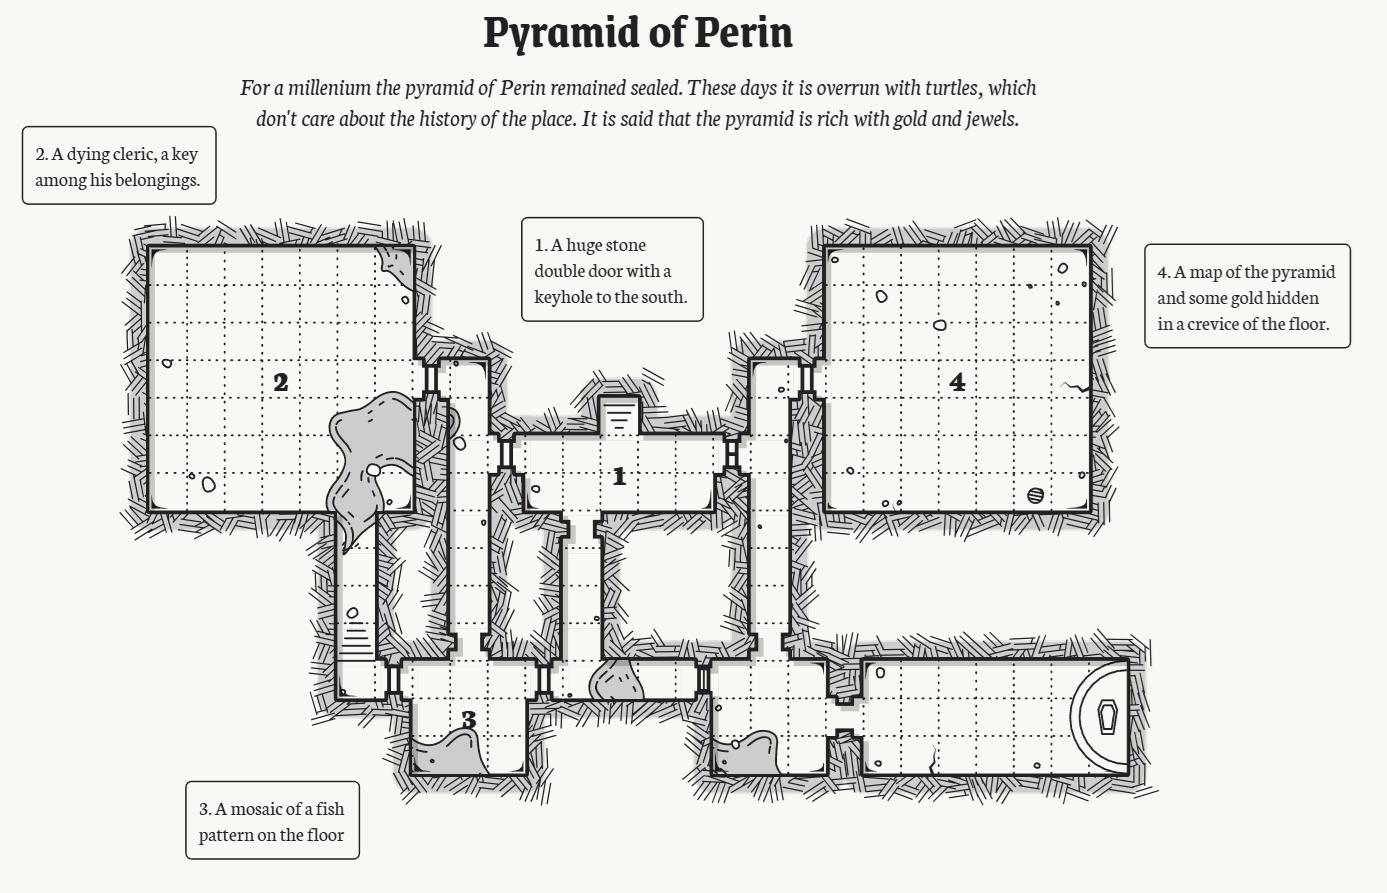 Pyramid of Perin
For a millenium the pyramid of Perin remained sealed. These days it is overrun with turtles, which
don't care about the history of the place. It is said that the pyramid is rich with gold and jewels.
2. A dying cleric, a key
among his belongings.
1. A huge stone
double door with a
keyhole to the south.
4. A map of the pyramid
and some gold hidden
in a crevice of the floor.
2
4
1
3
3. A mosaic of a fish
pattern on the floor